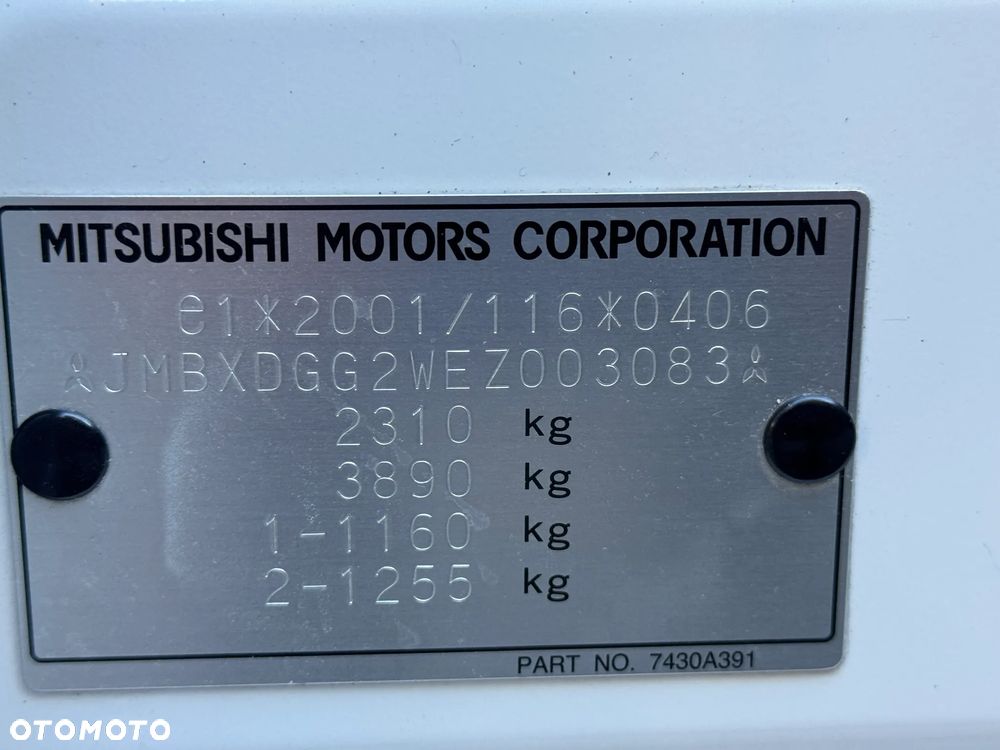 MITSUBISHI MOTORS CORPORATION
e1*2001/116*0406
JMBXDGG2WEZ003083
2310 kg
3890 kg
1-1160 kg
2-1255 kg
PART NO. 7430A391
OTOMOTO